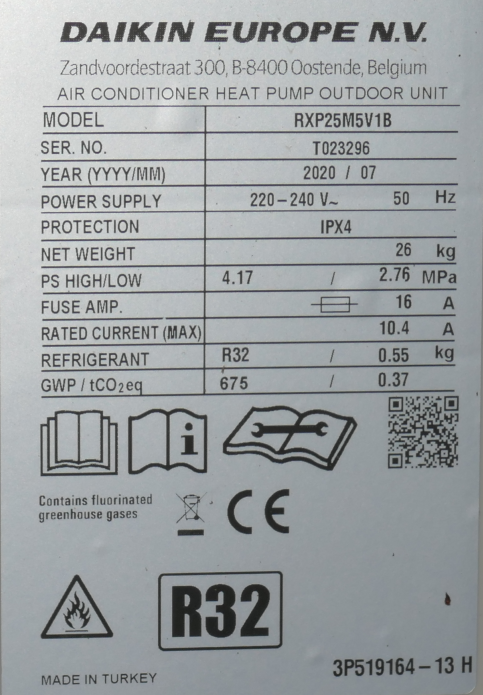 DAIKIN EUROPE N.V.
Zandvoordestraat 300, B-8400 Oostende, Belgium
AIR CONDITIONER HEAT PUMP OUTDOOR UNIT
MODEL RXP25M5V1B
SER. NO. T023296
YEAR (YYYY/MM) 2020 / 07
POWER SUPPLY 220-240 V~ 50 Hz
PROTECTION IPX4
NET WEIGHT 26 kg
PS HIGH/LOW 4.17 / 2.76 MPa
FUSE AMP. 16 A
RATED CURRENT (MAX) 10.4 A
REFRIGERANT R32 / 0.55 kg
GWP / tCO₂eq 675 / 0.37
i
Contains fluorinated
greenhouse gases
CE
R32
3P519164-13 H
MADE IN TURKEY